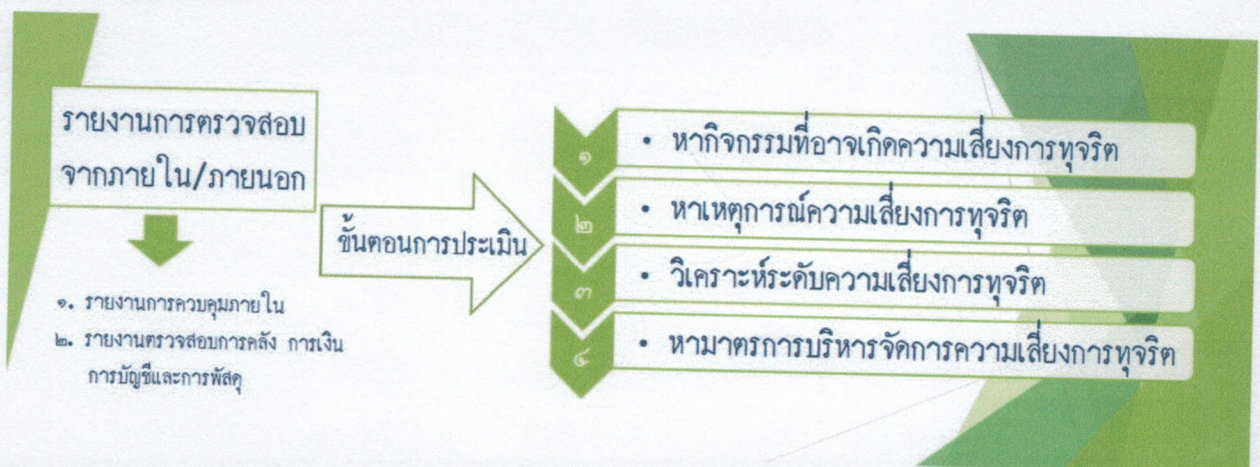 รายงานการตรวจสอบ
จากภายใน/ภายนอก
๑. รายงานการควบคุมภายใน
๒. รายงานตรวจสอบการคลัง การเงิน
การบัญชีและการพัสดุ
ขั้นตอนการประเมิน
๑
• หากิจกรรมที่อาจเกิดความเสี่ยงการทุจริต
๒
• หาเหตุการณ์ความเสี่ยงการทุจริต
๓
• วิเคราะห์ระดับความเสี่ยงการทุจริต
๔
• หามาตรการบริหารจัดการความเสี่ยงการทุจริต